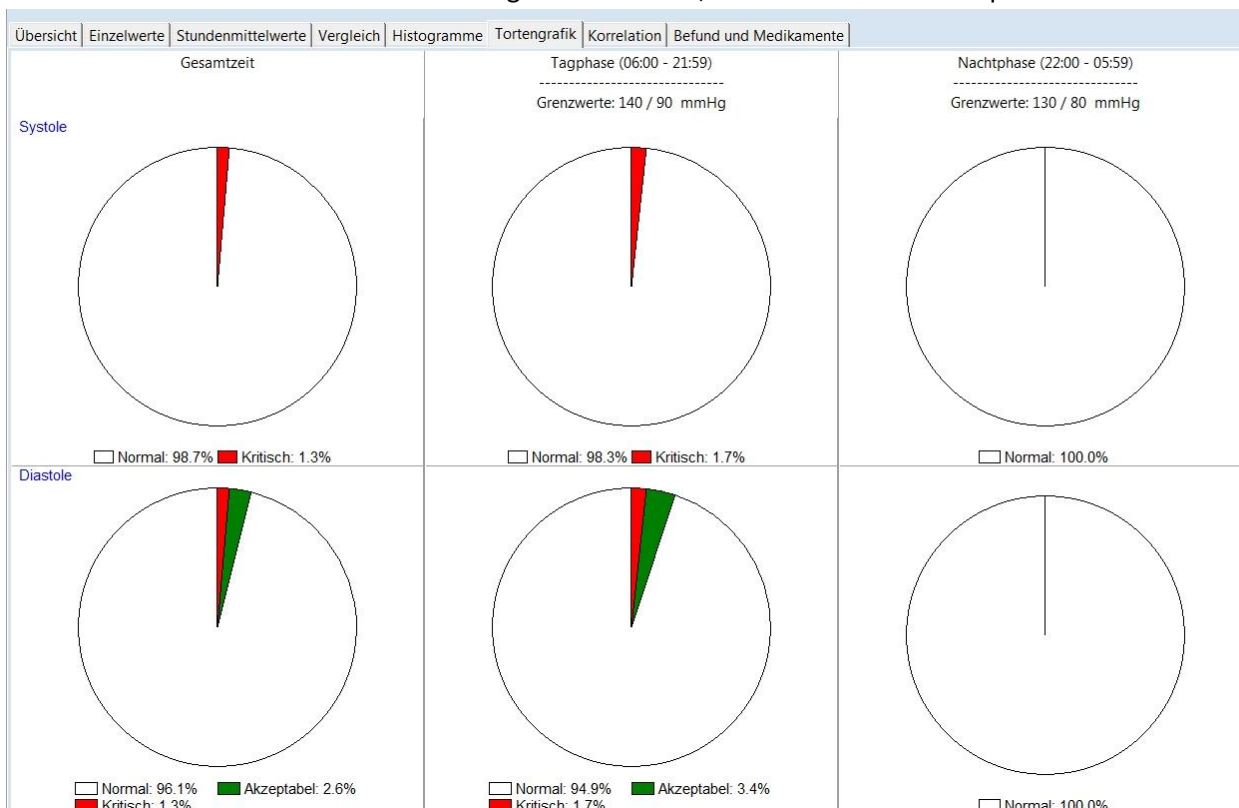 Übersicht Einzelwerte Stundenmittelwerte Vergleich Histogramme Tortengrafik Korrelation Befund und Medikamente
Gesamtzeit
Tagphase (06:00 - 21:59)
--------------------------------
Grenzwerte: 140 / 90 mmHg
Nachtphase (22:00 - 05:59)
--------------------------------
Grenzwerte: 130 / 80 mmHg
Systole
Normal: 98.7% Kritisch: 1.3%
Normal: 98.3% Kritisch: 1.7%
Normal: 100.0%
Diastole
Normal: 96.1% Akzeptabel: 2.6%
Kritisch: 1.3%
Normal: 94.9% Akzeptabel: 3.4%
Kritisch: 1.7%
Normal: 100.0%